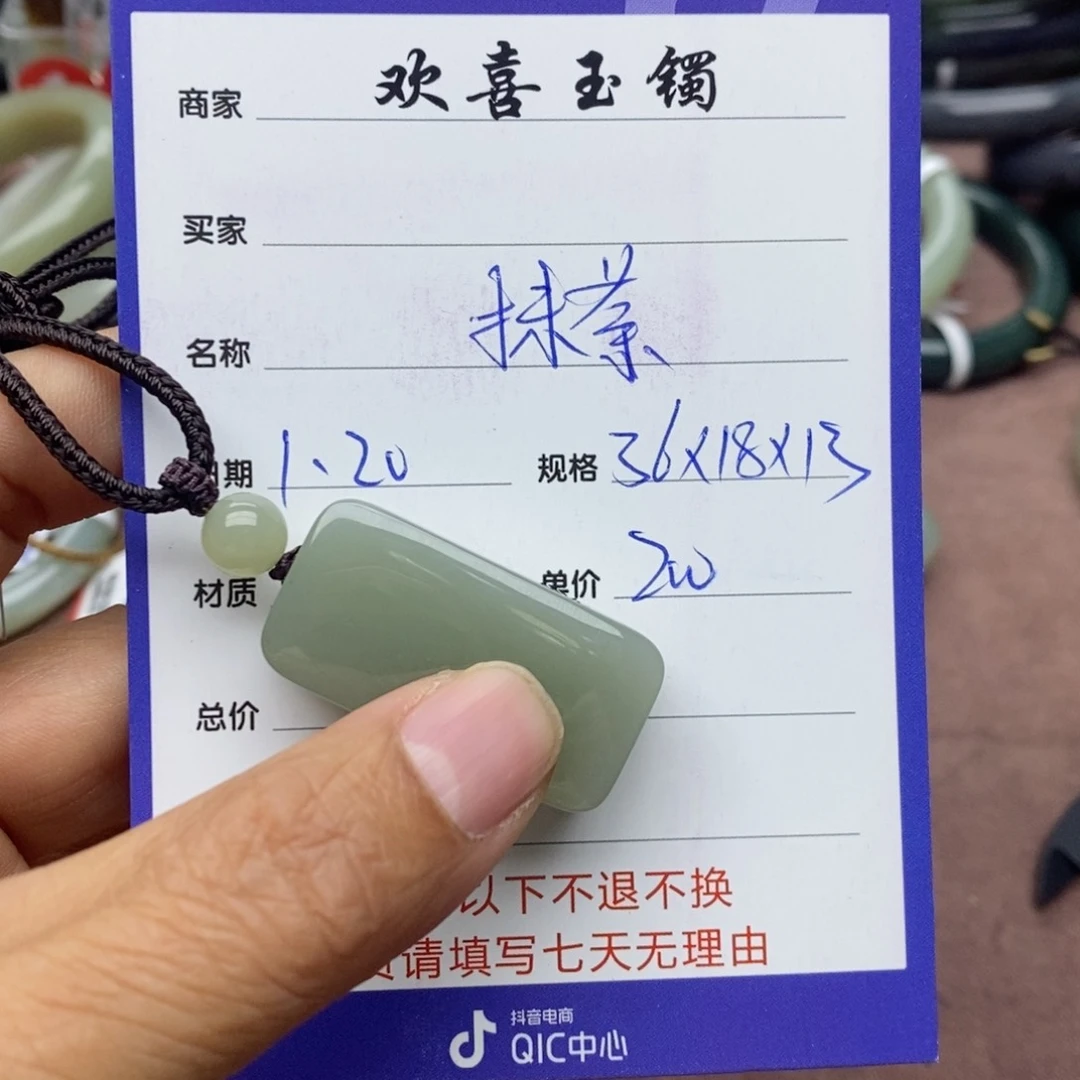 商家 欢喜玉镯
买家
名称 抹茶
日期 1、20 规格 36X18X13
材质 单价 200
总价
以下不退不换
请填写七天无理由
抖音电商
QIC中心